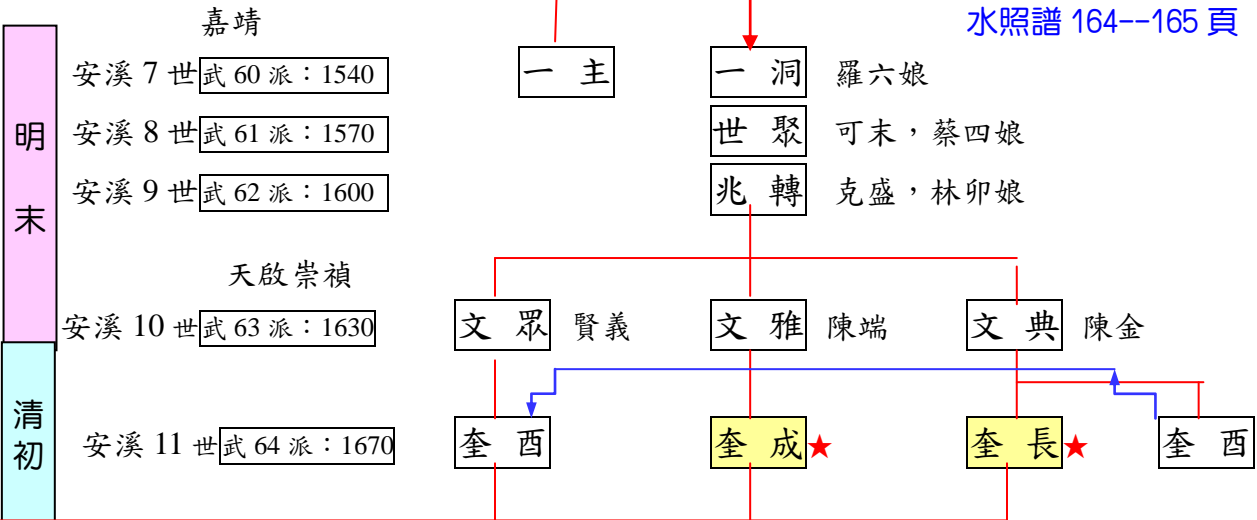 嘉靖
水照譜 164--165 頁
安溪 7 世 武 60 派：1540 一 主 一 洞 羅六娘
安溪 8 世 武 61 派：1570 世 聚 可末，蔡四娘
明末
安溪 9 世 武 62 派：1600 兆 轉 克盛，林卯娘
天啟崇禎
安溪 10 世 武 63 派：1630 文 眾 賢義 文 雅 陳端 文 典 陳金
清初
安溪 11 世 武 64 派：1670 奎 酉 奎 成★ 奎 長★ 奎 酉